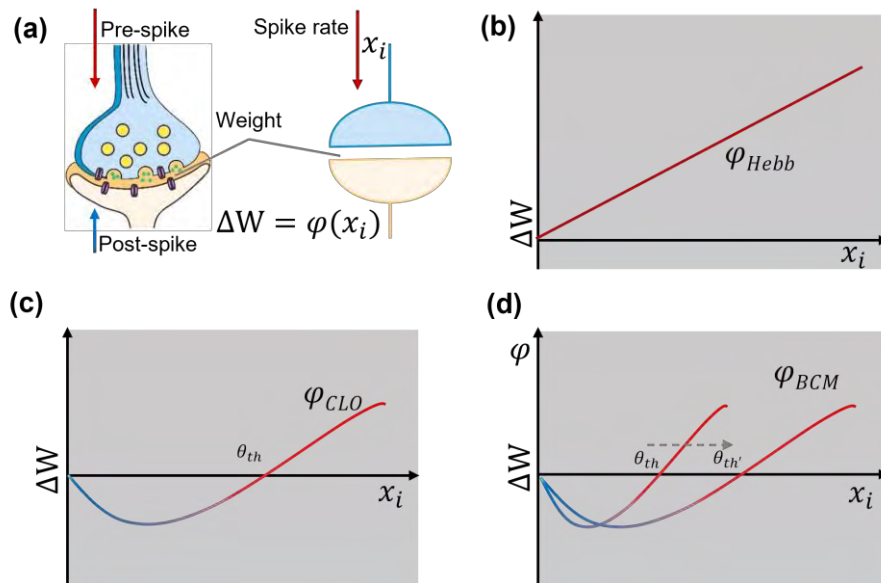 (a)
Pre-spike
Spike rate
x_i
Weight
Post-spike
ΔW = φ(x_i)
(b)
φ_Hebb
ΔW
x_i
(c)
φ_CLO
θ_th
ΔW
x_i
(d)
φ
φ_BCM
θ_th
θ_th'
ΔW
x_i